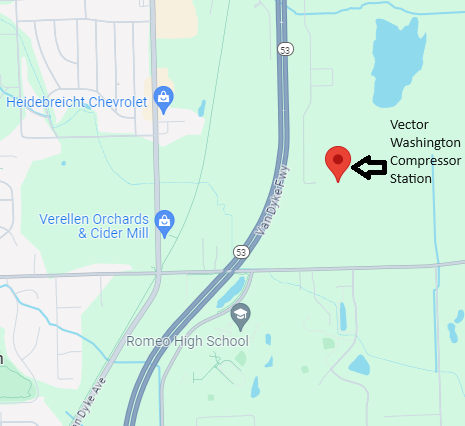 53
Heidebreicht Chevrolet
Vector
Washington
Compressor
Station
Verellen Orchards
& Cider Mill
Van Dyke Fwy
53
Romeo High School
Dyke Ave